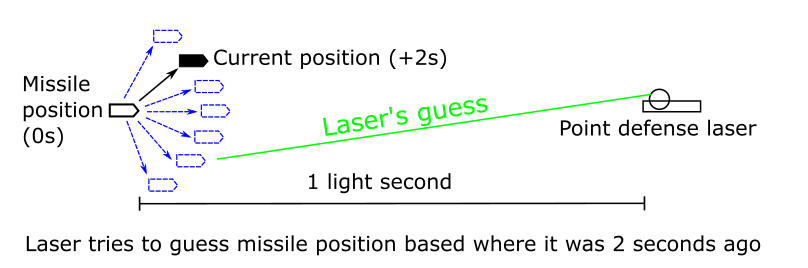 Current position (+2s)
Missile
position
(0s)
Laser's guess
Point defense laser
1 light second
Laser tries to guess missile position based where it was 2 seconds ago